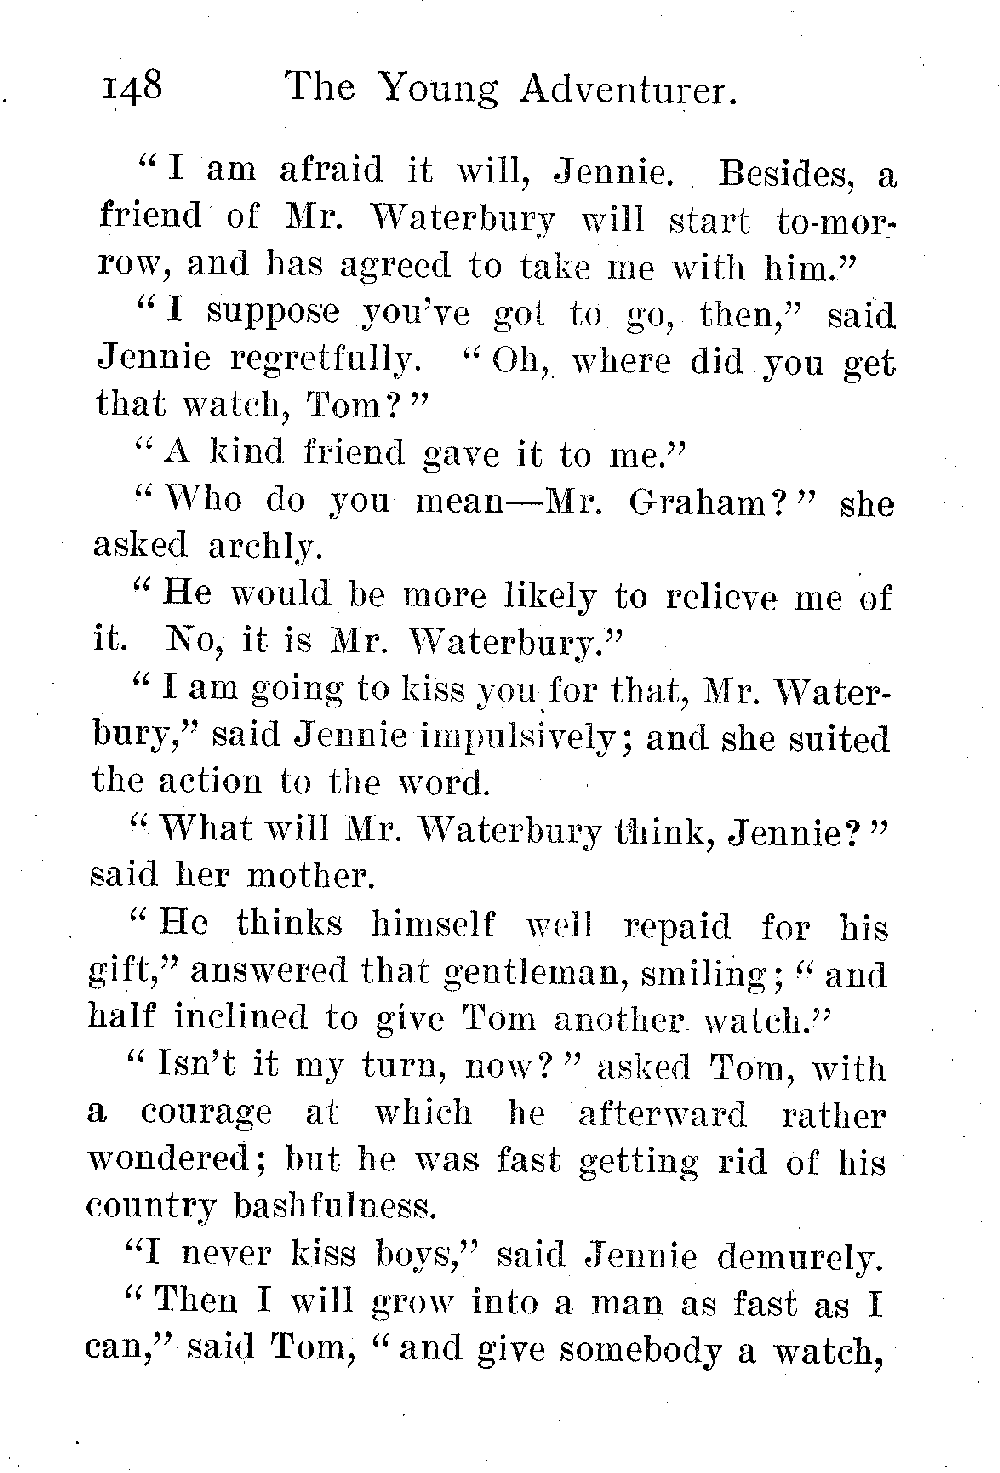 148 The Young Adventurer.
“ I am afraid it will, Jennie. Besides, a
friend of Mr. Waterbury will start to-mor-
row, and has agreed to take me with him.”
“ I suppose you’ve got to go, then,” said
Jennie regretfully. “ Oh, where did you get
that watch, Tom? ”
“ A kind friend gave it to me.”
“ Who do you mean—Mr. Graham? ” she
asked archly.
“ He would be more likely to relieve me of
it. No, it is Mr. Waterbury.”
“ I am going to kiss you for that, Mr. Water-
bury,” said Jennie impulsively; and she suited
the action to the word.
“ What will Mr. Waterbury think, Jennie? ”
said her mother.
“ He thinks himself well repaid for his
gift,” answered that gentleman, smiling; “ and
half inclined to give Tom another watch.”
“ Isn’t it my turn, now? ” asked Tom, with
a courage at which he afterward rather
wondered; but he was fast getting rid of his
country bashfulness.
“I never kiss boys,” said Jennie demurely.
“ Then I will grow into a man as fast as I
can,” said Tom, “ and give somebody a watch,